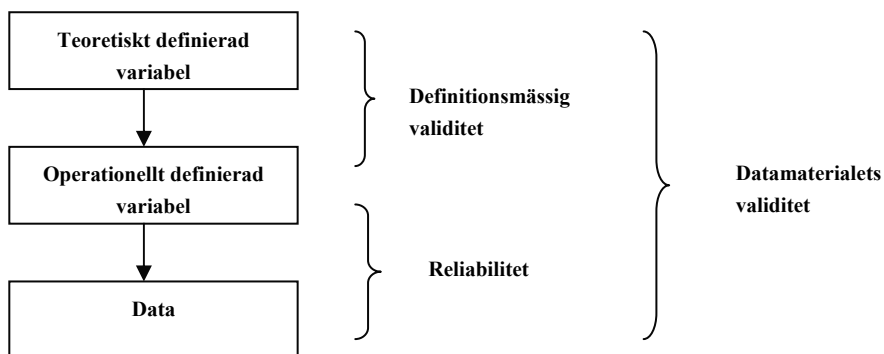 Teoretiskt definierad
variabel
Definitionsmässig
validitet
Operationellt definierad
variabel
Datamaterialets
validitet
Reliabilitet
Data